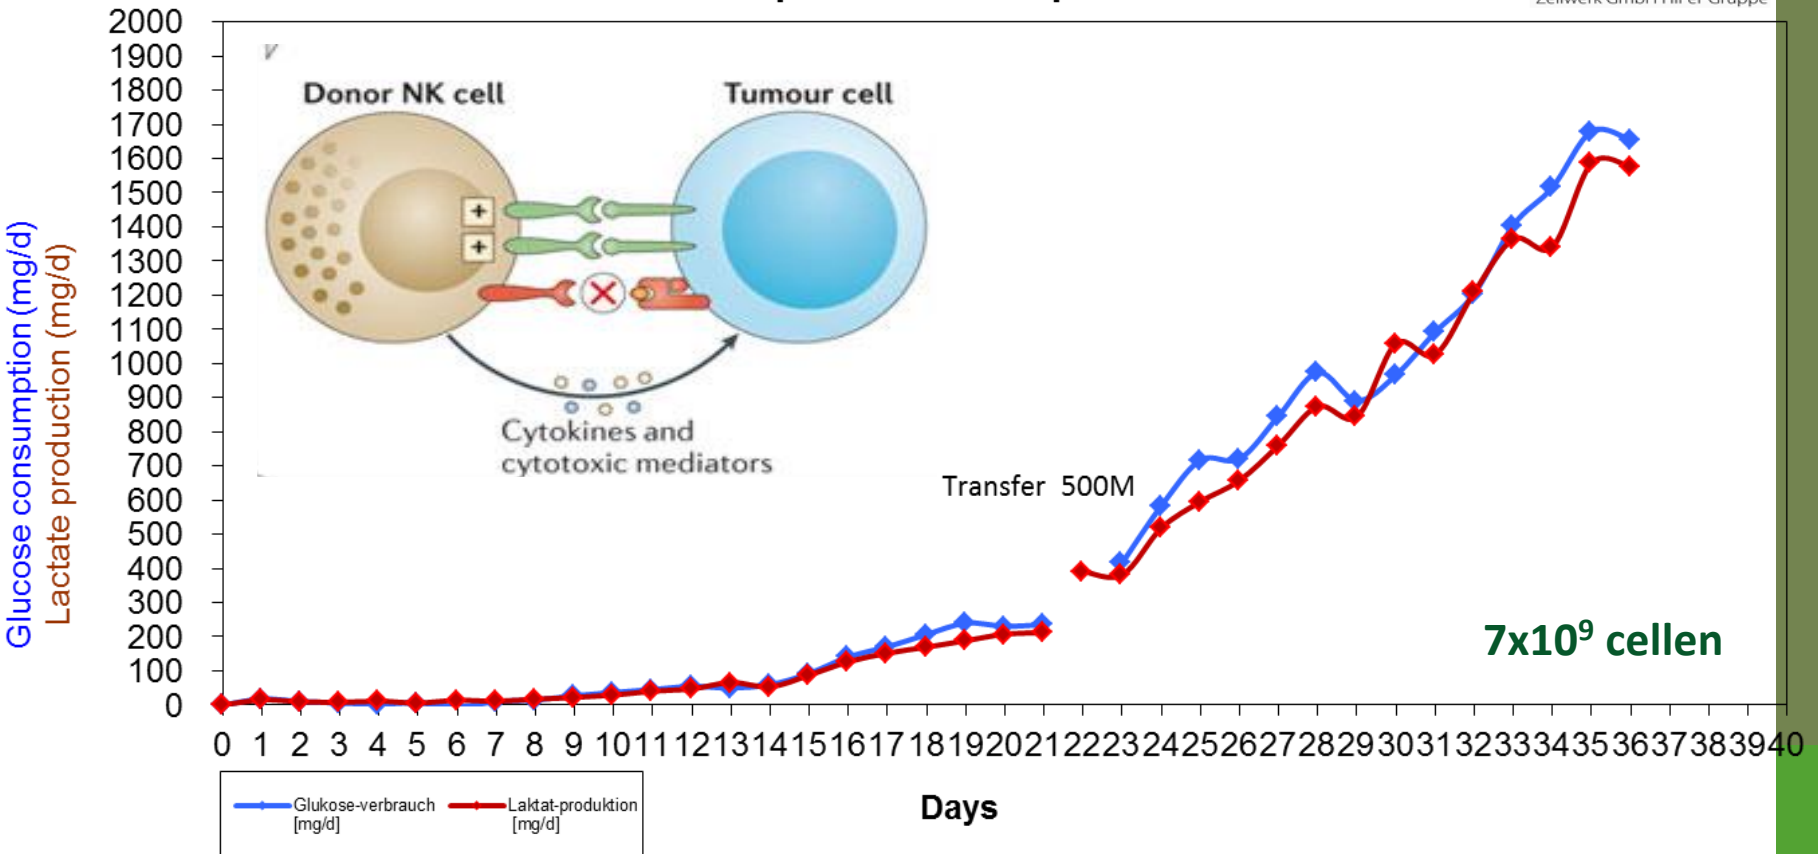 2000
1900
1800
1700
1600
1500
1400
1300
1200
1100
1000
900
800
700
600
500
400
300
200
100
0
Glucose consumption (mg/d)
Lactate production (mg/d)
Donor NK cell
Tumour cell
+
+
Cytokines and
cytotoxic mediators
Transfer 500M
7x10⁹ cellen
0 1 2 3 4 5 6 7 8 9 10 11 12 13 14 15 16 17 18 19 20 21 22 23 24 25 26 27 28 29 30 31 32 33 34 35 36 37 38 39 40
Days
Glukose-verbrauch
[mg/d]
Laktat-produktion
[mg/d]